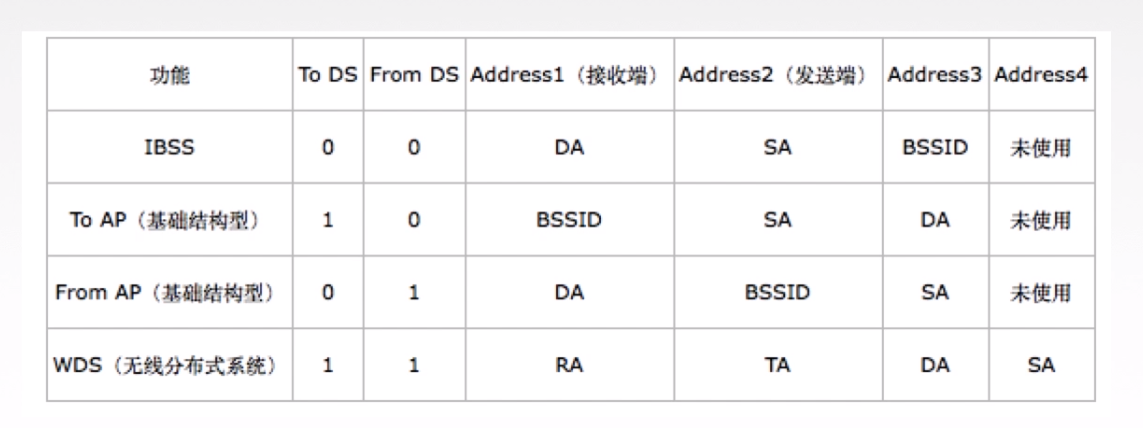 功能 To DS From DS Address1（接收端） Address2（发送端） Address3 Address4
IBSS 0 0 DA SA BSSID 未使用
To AP（基础结构型） 1 0 BSSID SA DA 未使用
From AP（基础结构型） 0 1 DA BSSID SA 未使用
WDS（无线分布式系统） 1 1 RA TA DA SA